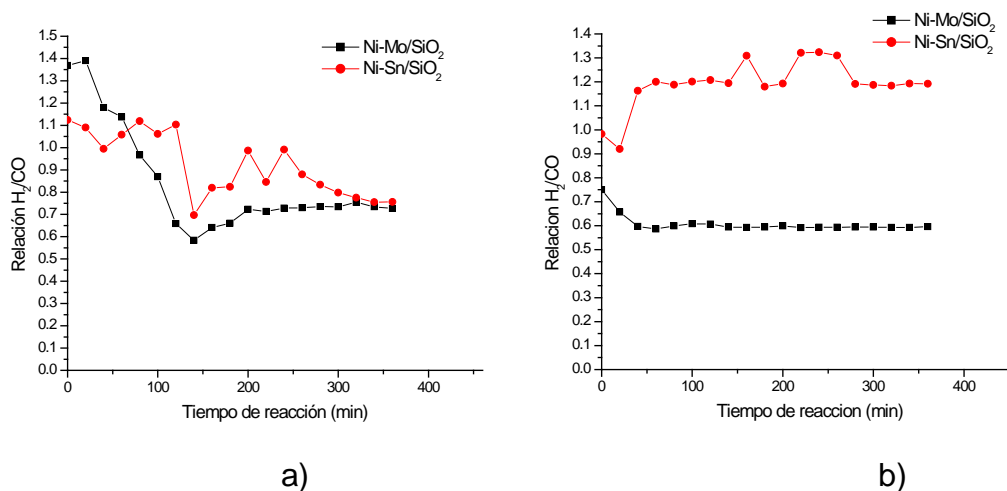 1.5
1.4
1.3
1.2
1.1
1.0
0.9
0.8
0.7
0.6
0.5
0.4
0.3
0.2
0.1
0.0
Relación H2/CO
Ni-Mo/SiO2
Ni-Sn/SiO2
0 100 200 300 400
Tiempo de reacción (min)
a)
1.5
1.4
1.3
1.2
1.1
1.0
0.9
0.8
0.7
0.6
0.5
0.4
0.3
0.2
0.1
0.0
Relacion H2/CO
Ni-Mo/SiO2
Ni-Sn/SiO2
0 100 200 300 400
Tiempo de reaccion (min)
b)